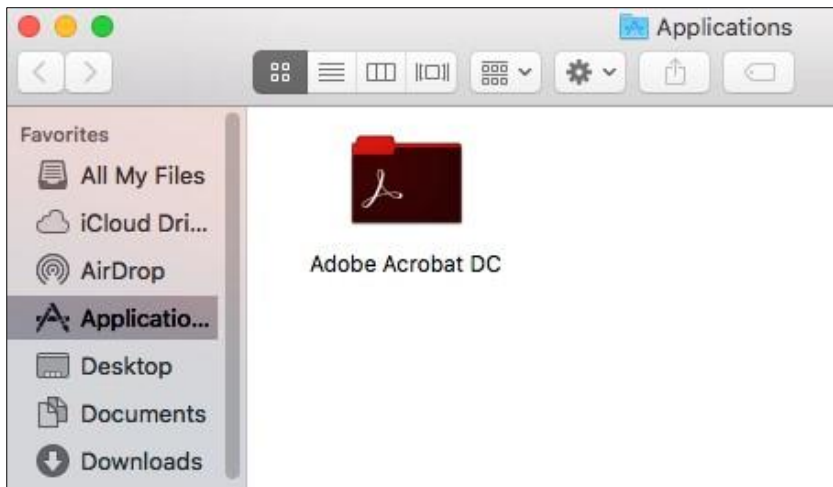 Applications
Favorites
All My Files
iCloud Dri...
AirDrop
Applicatio...
Desktop
Documents
Downloads
Adobe Acrobat DC